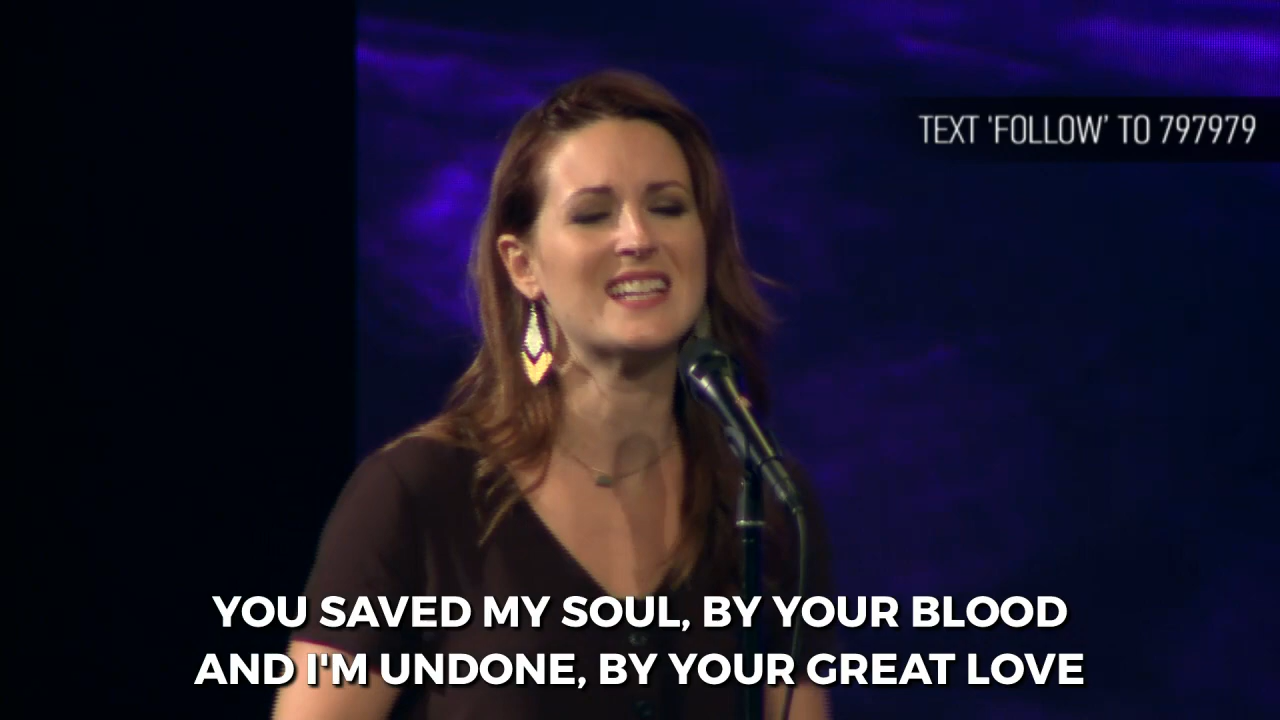 TEXT 'FOLLOW' TO 797979
YOU SAVED MY SOUL, BY YOUR BLOOD
AND I'M UNDONE, BY YOUR GREAT LOVE